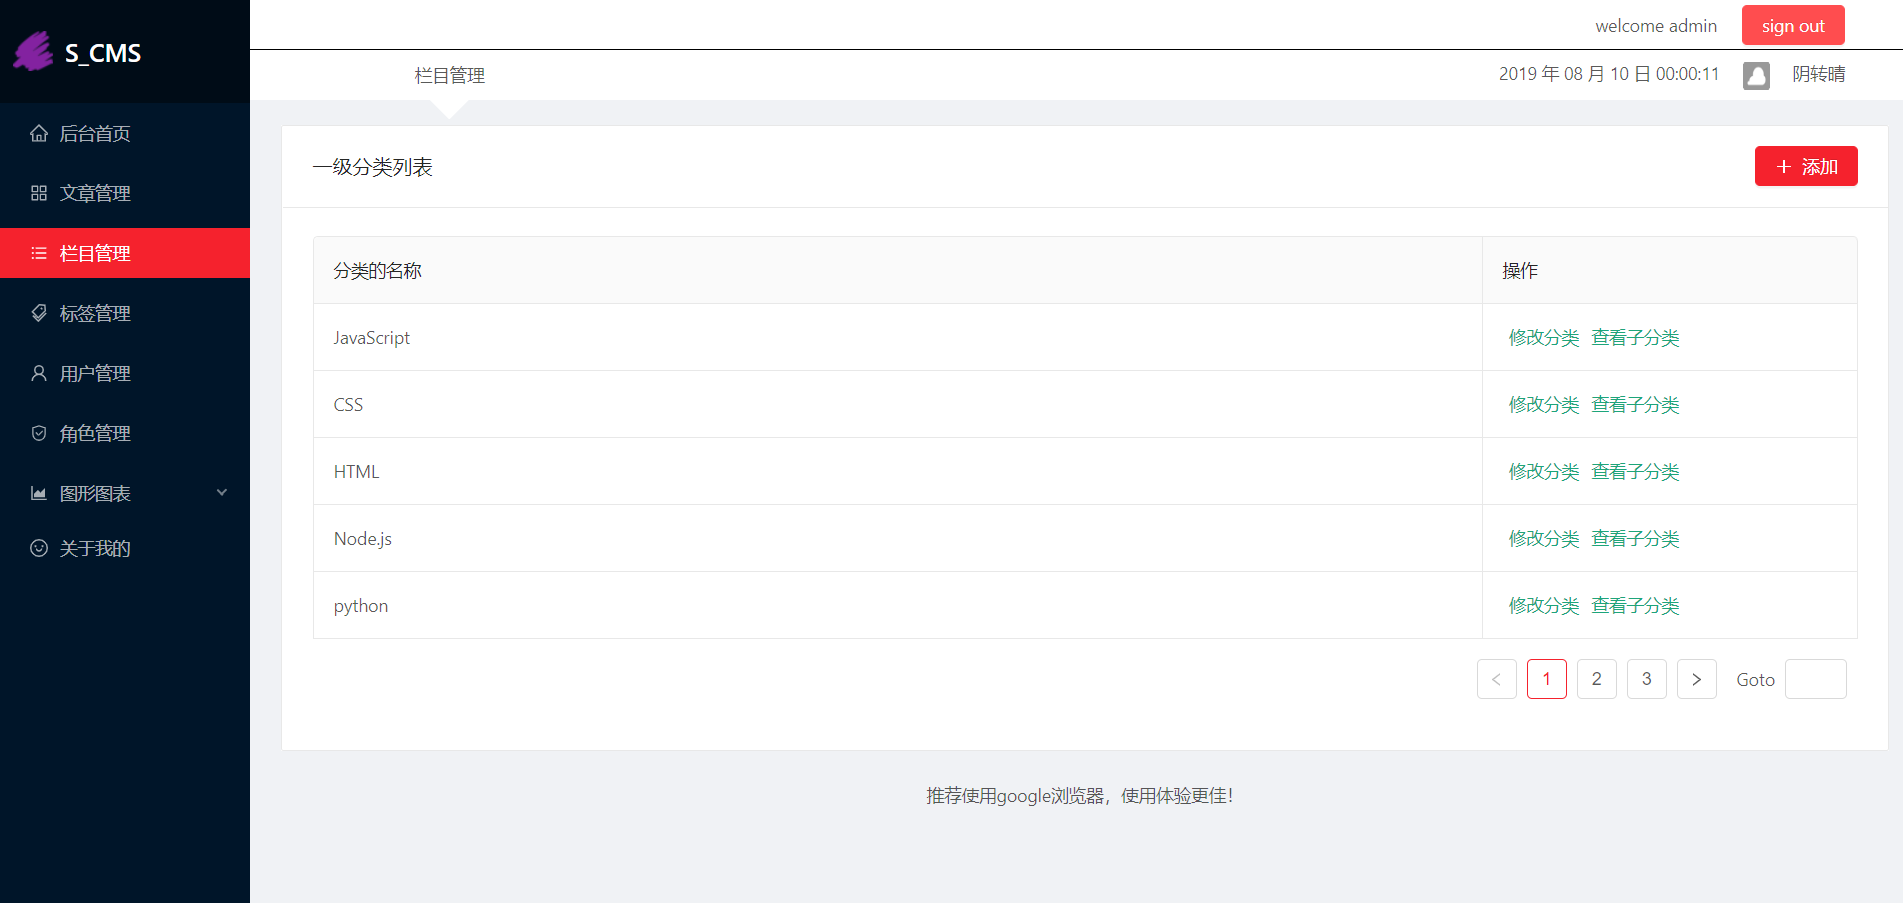 S_CMS
welcome admin
sign out
栏目管理
2019 年 08 月 10 日 00:00:11
阴转晴
后台首页
文章管理
栏目管理
标签管理
用户管理
角色管理
图形图表
关于我的
一级分类列表
添加
分类的名称 操作
JavaScript 修改分类 查看子分类
CSS 修改分类 查看子分类
HTML 修改分类 查看子分类
Node.js 修改分类 查看子分类
python 修改分类 查看子分类
< 1 2 3 > Goto
推荐使用google浏览器，使用体验更佳！